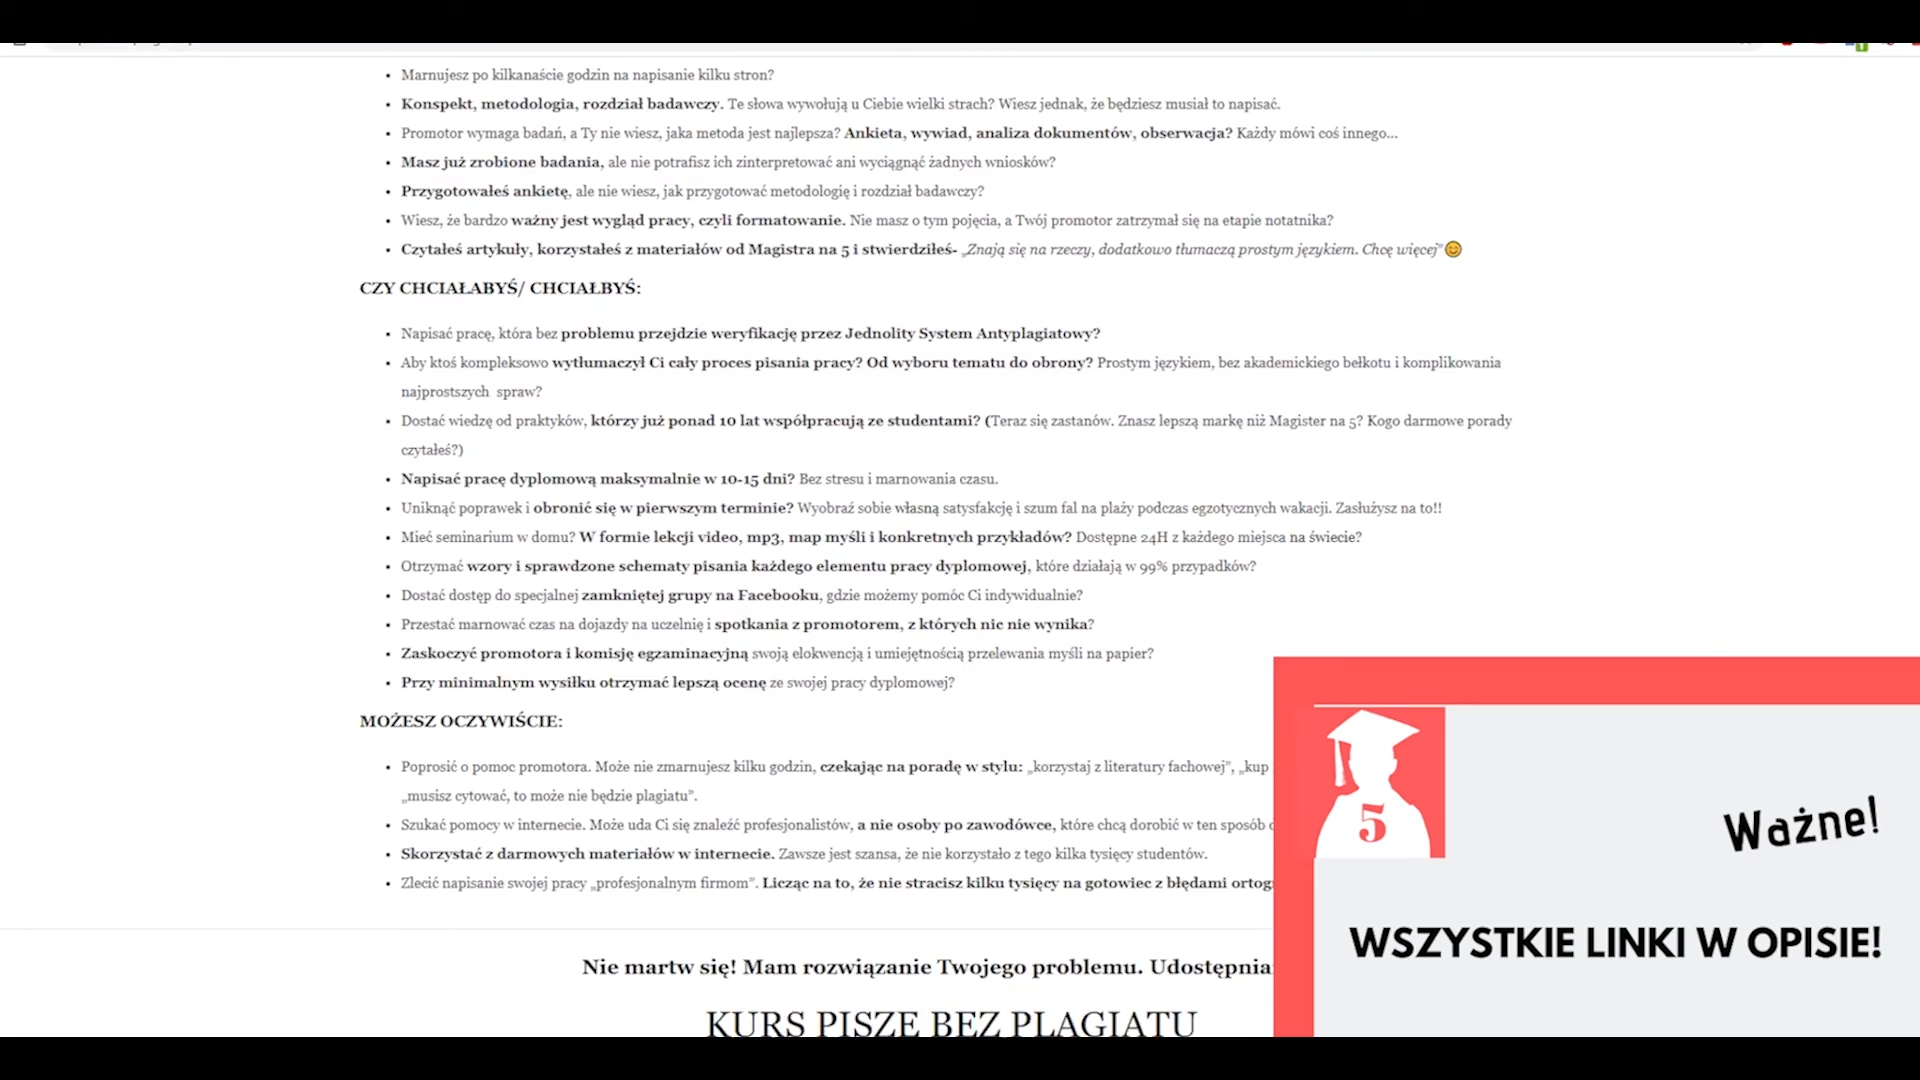 Marnujesz po kilkanaście godzin na napisanie kilku stron?
Konspekt, metodologia, rozdział badawczy. Te słowa wywołują u Ciebie wielki strach? Wiesz jednak, że będziesz musiał to napisać.
Promotor wymaga badań, a Ty nie wiesz, jaka metoda jest najlepsza? Ankieta, wywiad, analiza dokumentów, obserwacja? Każdy mówi coś innego...
Masz już zrobione badania, ale nie potrafisz ich zinterpretować ani wyciągnąć żadnych wniosków?
Przygotowałeś ankietę, ale nie wiesz, jak przygotować metodologię i rozdział badawczy?
Wiesz, że bardzo ważny jest wygląd pracy, czyli formatowanie. Nie masz o tym pojęcia, a Twój promotor zatrzymał się na etapie notatnika?
Czytałeś artykuły, korzystałeś z materiałów od Magistra na 5 i stwierdziłeś- „Znają się na rzeczy, dodatkowo tłumaczą prostym językiem. Chcę więcej" 😊
CZY CHCIAŁABYŚ/ CHCIAŁBYŚ:
Napisać pracę, która bez problemu przejdzie weryfikację przez Jednolity System Antyplagiatowy?
Aby ktoś kompleksowo wytłumaczył Ci cały proces pisania pracy? Od wyboru tematu do obrony? Prostym językiem, bez akademickiego bełkotu i komplikowania
najprostszych spraw?
Dostać wiedzę od praktyków, którzy już ponad 10 lat współpracują ze studentami? (Teraz się zastanów. Znasz lepszą markę niż Magister na 5? Kogo darmowe porady
czytałeś?)
Napisać pracę dyplomową maksymalnie w 10-15 dni? Bez stresu i marnowania czasu.
Uniknąć poprawek i obronić się w pierwszym terminie? Wyobraź sobie własną satysfakcję i szum fal na plaży podczas egzotycznych wakacji. Zasłużysz na to!!
Mieć seminarium w domu? W formie lekcji video, mp3, map myśli i konkretnych przykładów? Dostępne 24H z każdego miejsca na świecie?
Otrzymać wzory i sprawdzone schematy pisania każdego elementu pracy dyplomowej, które działają w 99% przypadków?
Dostać dostęp do specjalnej zamkniętej grupy na Facebooku, gdzie możemy pomóc Ci indywidualnie?
Przestać marnować czas na dojazdy na uczelnię i spotkania z promotorem, z których nic nie wynika?
Zaskoczyć promotora i komisję egzaminacyjną swoją elokwencją i umiejętnością przelewania myśli na papier?
Przy minimalnym wysiłku otrzymać lepszą ocenę ze swojej pracy dyplomowej?
MOŻESZ OCZYWIŚCIE:
Poprosić o pomoc promotora. Może nie zmarnujesz kilku godzin, czekając na poradę w stylu: „korzystaj z literatury fachowej”, „kup
„musisz cytować, to może nie będzie plagiatu”.
Szukać pomocy w internecie. Może uda Ci się znaleźć profesjonalistów, a nie osoby po zawodówce, które chcą dorobić w ten sposób
Skorzystać z darmowych materiałów w internecie. Zawsze jest szansa, że nie korzystało z tego kilka tysięcy studentów.
Zlecić napisanie swojej pracy „profesjonalnym firmom”. Licząc na to, że nie stracisz kilku tysięcy na gotowiec z błędami
Nie martw się! Mam rozwiązanie Twojego problemu.
KURS PISZE BEZ PLAGIATU
5
Ważne!
WSZYSTKIE LINKI W OPISIE!